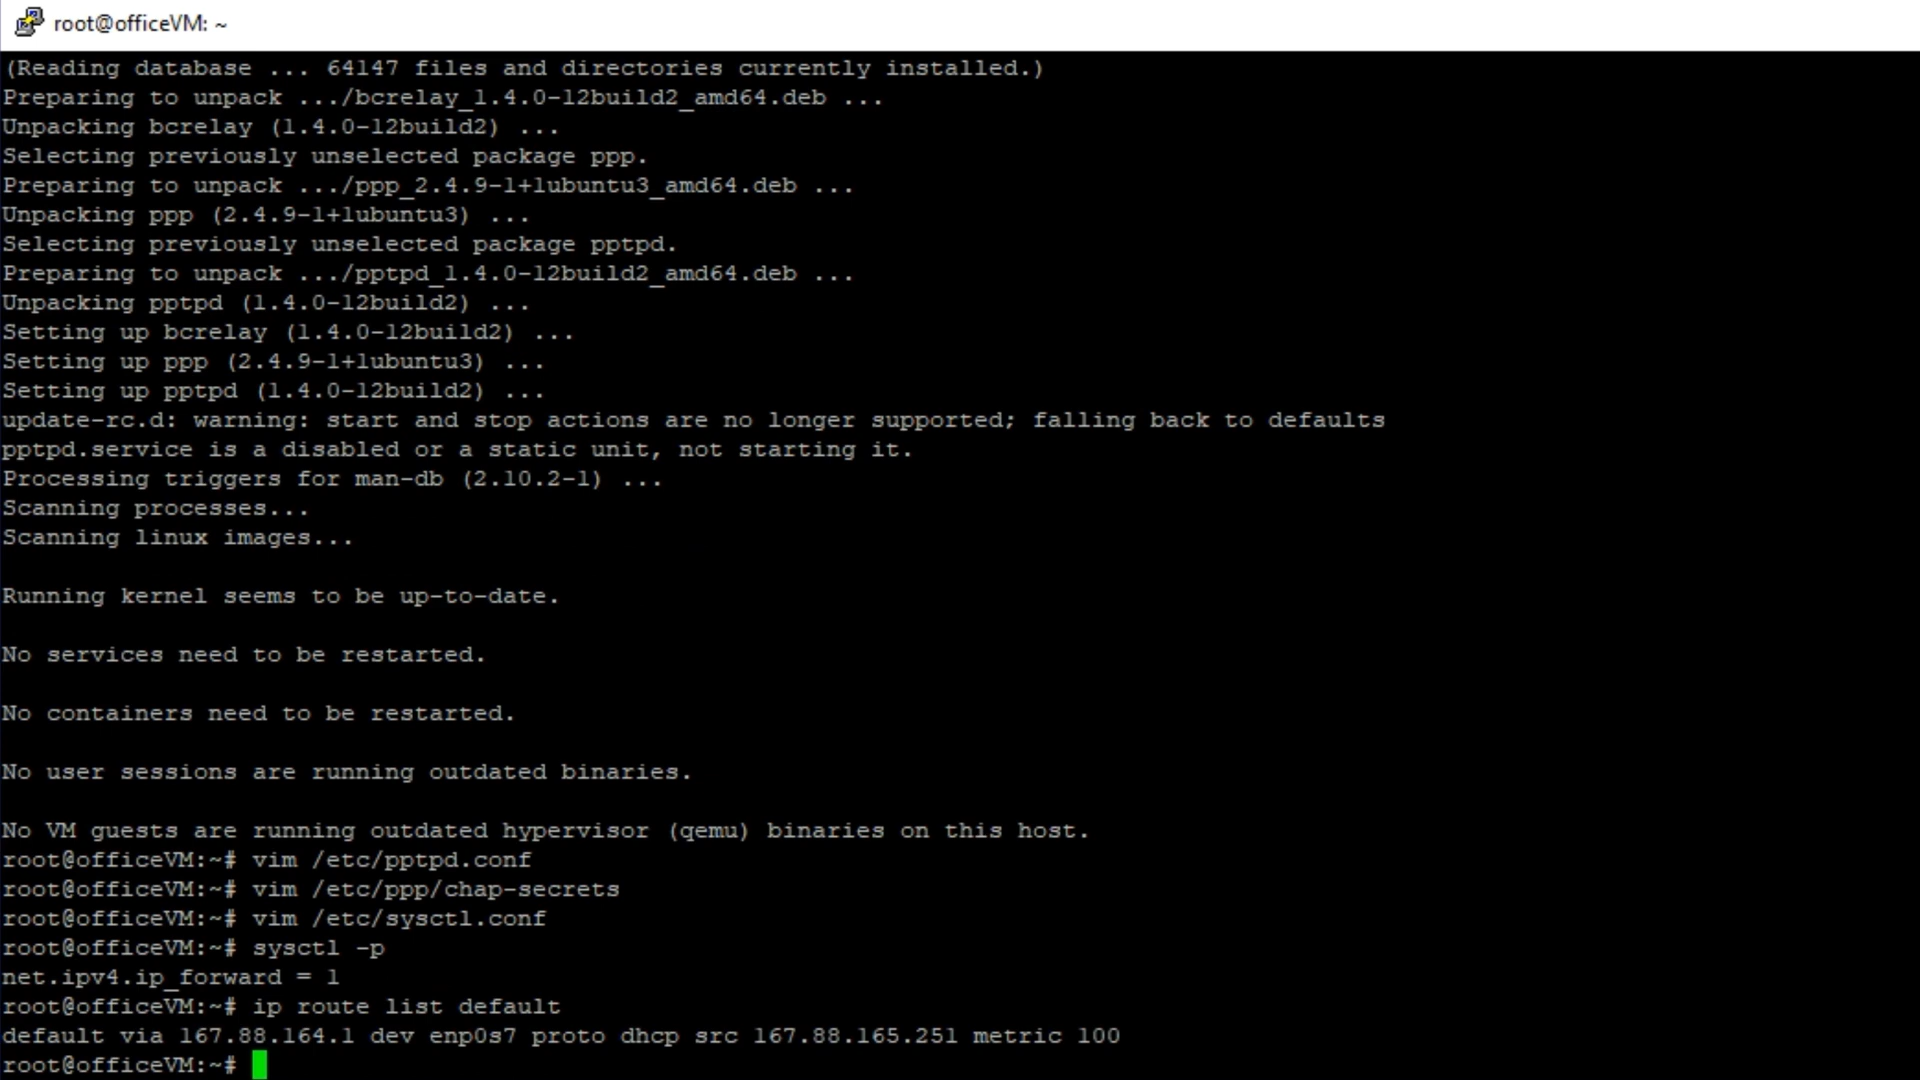 root@officeVM: ~
(Reading database ... 64147 files and directories currently installed.)
Preparing to unpack .../bcrelay_1.4.0-12build2_amd64.deb ...
Unpacking bcrelay (1.4.0-12build2) ...
Selecting previously unselected package ppp.
Preparing to unpack .../ppp_2.4.9-1+1ubuntu3_amd64.deb ...
Unpacking ppp (2.4.9-1+1ubuntu3) ...
Selecting previously unselected package pptpd.
Preparing to unpack .../pptpd_1.4.0-12build2_amd64.deb ...
Unpacking pptpd (1.4.0-12build2) ...
Setting up bcrelay (1.4.0-12build2) ...
Setting up ppp (2.4.9-1+1ubuntu3) ...
Setting up pptpd (1.4.0-12build2) ...
update-rc.d: warning: start and stop actions are no longer supported; falling back to defaults
pptpd.service is a disabled or a static unit, not starting it.
Processing triggers for man-db (2.10.2-1) ...
Scanning processes...
Scanning linux images...
Running kernel seems to be up-to-date.
No services need to be restarted.
No containers need to be restarted.
No user sessions are running outdated binaries.
No VM guests are running outdated hypervisor (qemu) binaries on this host.
root@officeVM:~# vim /etc/pptpd.conf
root@officeVM:~# vim /etc/ppp/chap-secrets
root@officeVM:~# vim /etc/sysctl.conf
root@officeVM:~# sysctl -p
net.ipv4.ip_forward = 1
root@officeVM:~# ip route list default
default via 167.88.164.1 dev enp0s7 proto dhcp src 167.88.165.251 metric 100
root@officeVM:~#